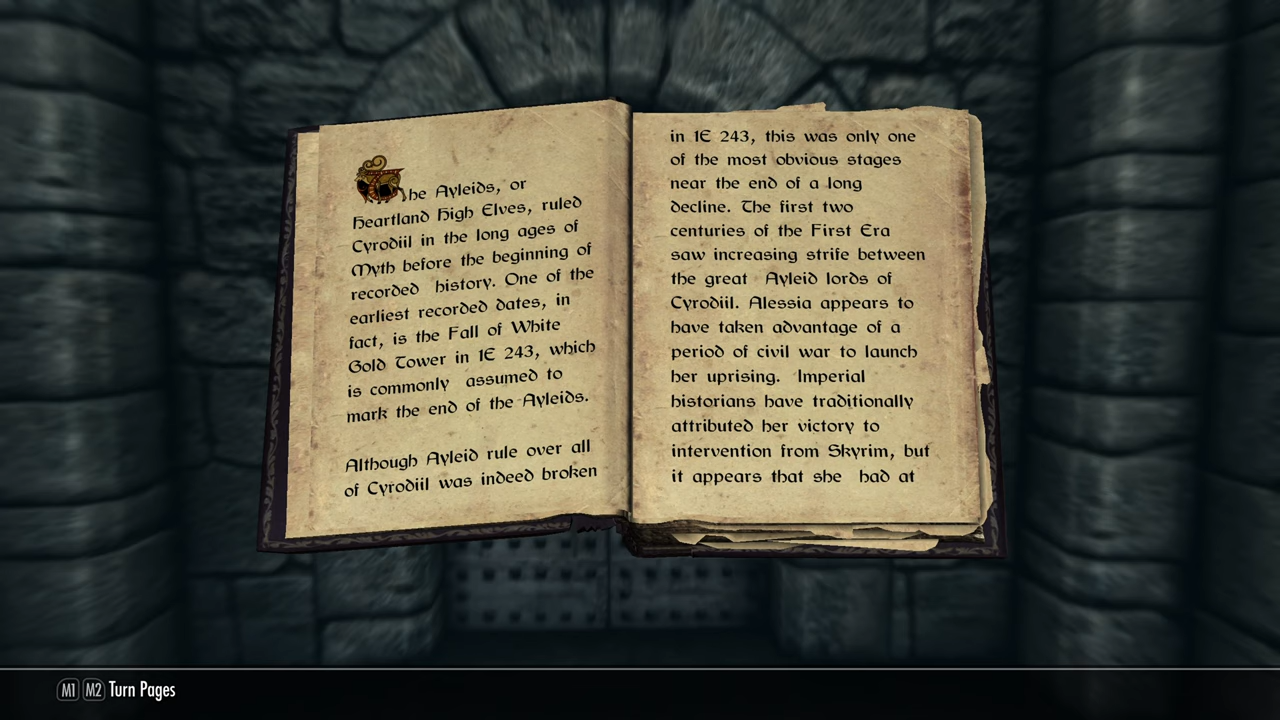 The Ayleids, or
Heartland High Elves, ruled
Cyrodiil in the long ages of
Myth before the beginning of
recorded history. One of the
earliest recorded dates, in
fact, is the Fall of White
Gold Tower in 1E 243, which
is commonly assumed to
mark the end of the Ayleids.
Although Ayleid rule over all
of Cyrodiil was indeed broken
in 1E 243, this was only one
of the most obvious stages
near the end of a long
decline. The first two
centuries of the First Era
saw increasing strife between
the great Ayleid lords of
Cyrodiil. Alessia appears to
have taken advantage of a
period of civil war to launch
her uprising. Imperial
historians have traditionally
attributed her victory to
intervention from Skyrim, but
it appears that she had at
M1 M2 Turn Pages